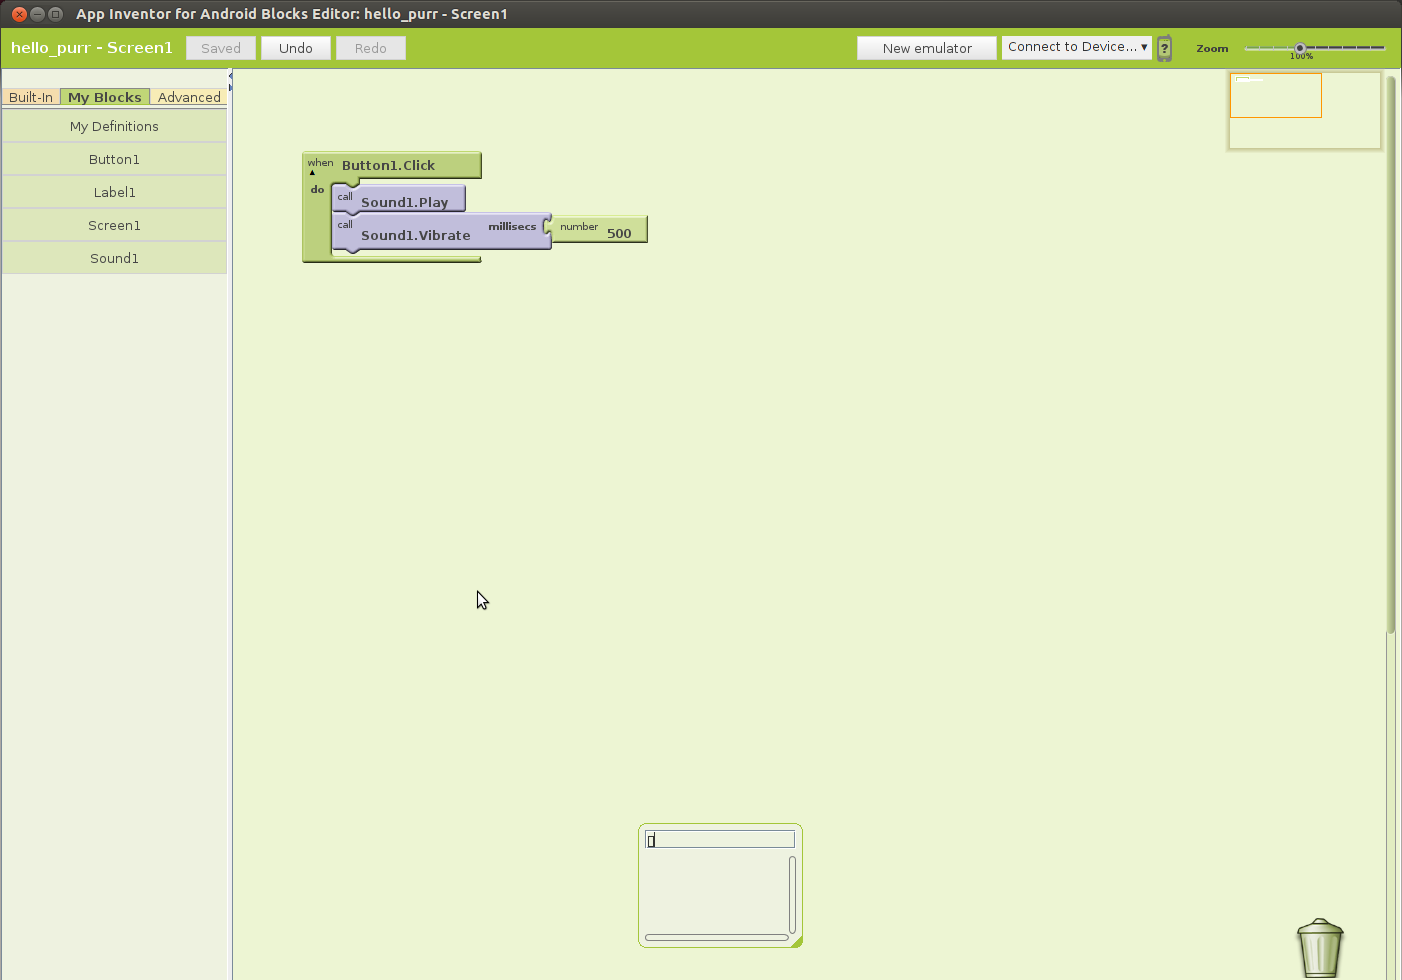 App Inventor for Android Blocks Editor: hello_purr - Screen1
hello_purr - Screen1 Saved Undo Redo New emulator Connect to Device... ? Zoom
100%
Built-In My Blocks Advanced
My Definitions
Button1
Label1
Screen1
Sound1
when Button1.Click
do
call Sound1.Play
call Sound1.Vibrate millisecs number 500